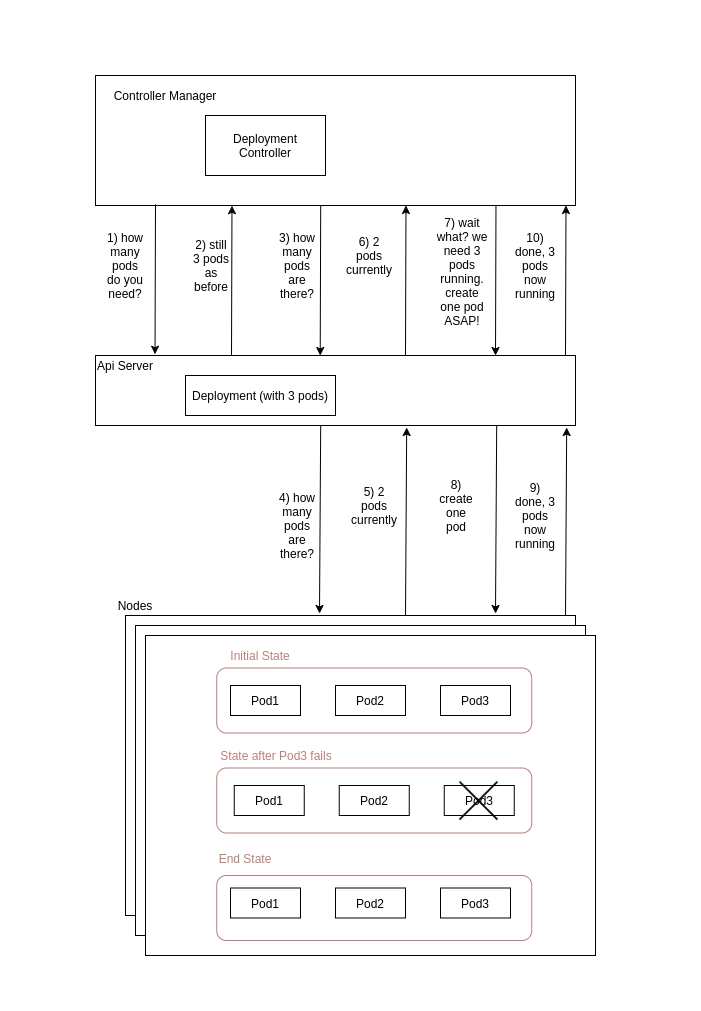 Controller Manager
Deployment
Controller
1) how
many
pods
do you
need?
2) still
3 pods
as
before
3) how
many
pods
are
there?
6) 2
pods
currently
7) wait
what? we
need 3
pods
running.
create
one pod
ASAP!
10)
done, 3
pods
now
running
Api Server
Deployment (with 3 pods)
4) how
many
pods
are
there?
5) 2
pods
currently
8)
create
one
pod
9)
done, 3
pods
now
running
Nodes
Initial State
Pod1
Pod2
Pod3
State after Pod3 fails
Pod1
Pod2
Pod3
End State
Pod1
Pod2
Pod3